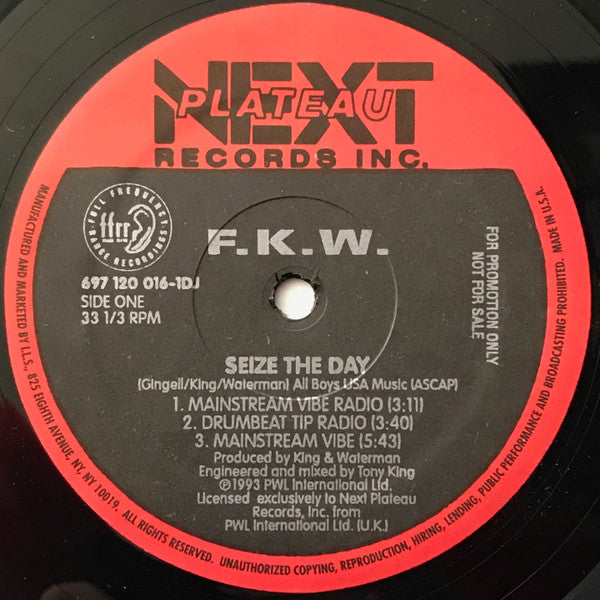 NEXT
PLATEAU
RECORDS INC.
FULL FREQUENCY
RANGE RECORDINGS
ffrr
F.K.W.
697 120 016-1DJ
SIDE ONE
33 1/3 RPM
FOR PROMOTION ONLY
NOT FOR SALE
SEIZE THE DAY
(Gingell/King/Waterman) All Boys USA Music (ASCAP)
1. MAINSTREAM VIBE RADIO (3:11)
2. DRUMBEAT TIP RADIO (3:40)
3. MAINSTREAM VIBE (5:43)
Produced by King & Waterman
Engineered and mixed by Tony King
℗1993 PWL International Ltd.
Licensed exclusively to Next Plateau
Records, Inc. from
PWL International Ltd. (U.K.)
MANUFACTURED AND MARKETED BY I.L.S., 825 EIGHTH AVENUE, NY, NY 10019. ALL RIGHTS RESERVED. UNAUTHORIZED COPYING, REPRODUCTION, HIRING, LENDING, PUBLIC PERFORMANCE AND BROADCASTING PROHIBITED. MADE IN U.S.A.